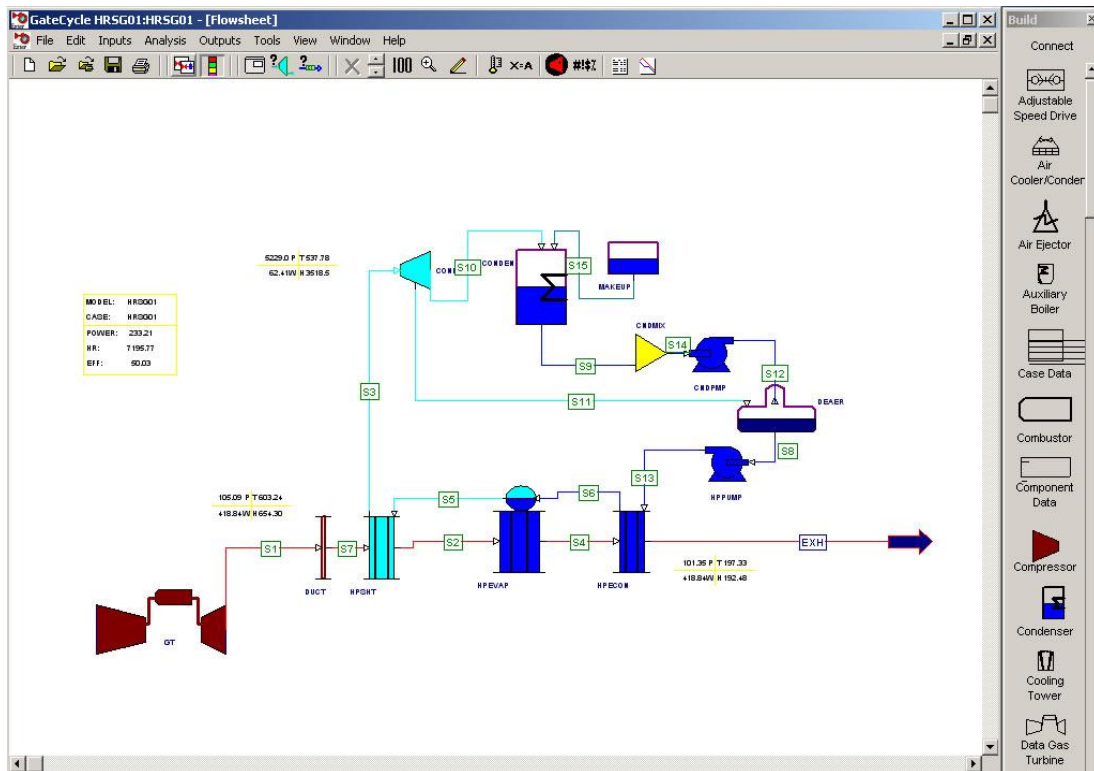 GateCycle HRSG01:HRSG01 - [Flowsheet]
File Edit Inputs Analysis Outputs Tools View Window Help
100 X=A #!$%
Build
Connect
Adjustable
Speed Drive
Air
Cooler/Conder
Air Ejector
Auxiliary
Boiler
Case Data
Combustor
Component
Data
Compressor
Condenser
Cooling
Tower
Data Gas
Turbine
5229.0 P T 537.78
62.41W H 3518.5
S10
CONDEN
S15
MAKEUP
MODEL: HRSG01
CASE: HRSG01
POWER: 233.21
HR: 7195.77
EFF: 50.03
CNDMIX
S14
S9
CNDPMP
S12
S3
S11
DEAER
S8
S13
HPPUMP
105.09 P T 603.24
418.84W H 654.30
S5
S6
S1
S7
S2
S4
EXH
DUCT
HPSHT
HPEVAP
HPECON
101.35 P T 197.33
418.84W H 192.48
GT